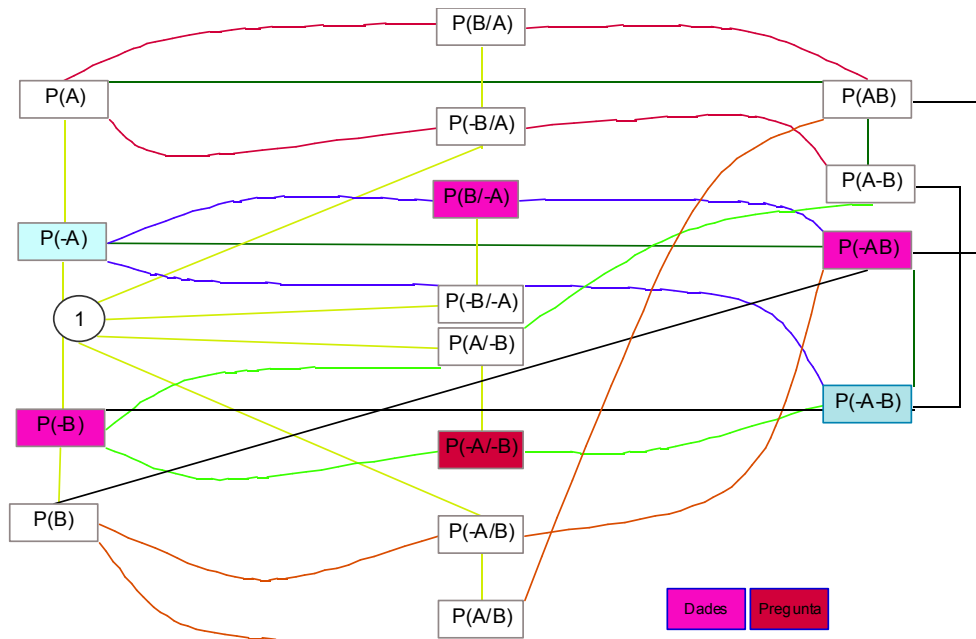 P(B/A)
P(A)
P(AB)
P(-B/A)
P(A-B)
P(B/-A)
P(-A)
P(-AB)
P(-B/-A)
1
P(A/-B)
P(-A-B)
P(-B)
P(-A/-B)
P(B)
P(-A/B)
P(A/B)
Dades
Pregunta